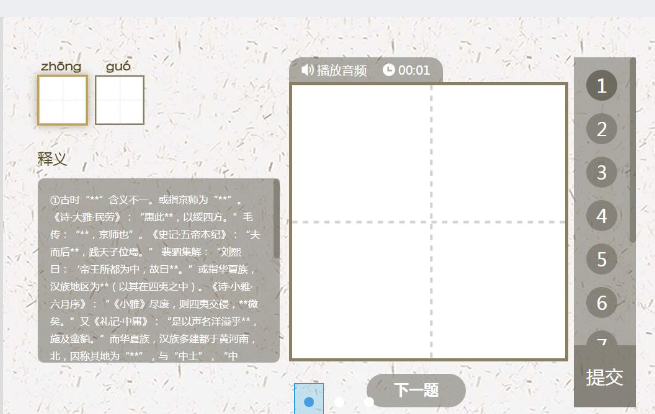 zhōng guó
释义
①古时“**”含义不一。或指京师为“**”。
《诗·大雅·民劳》：“惠此**，以绥四方。”毛
传：“**，京师也”。《史记·五帝本纪》：“夫
而后**，践天子位焉。” 裴骃集解：“刘熙
曰：‘帝王所都为中，故曰**。”或指华夏族，
汉族地区为**（以其在四夷之中）。《诗·小雅·
六月序》：“《小雅》尽废，则四夷交侵，**微
矣。”又《礼记·中庸》：“是以声名洋溢乎**，
施及蛮貊。”而华夏族，汉族多建都于黄河南，
北，因称其地为“**”，与“中土”，“中
播放音频 00:01
下一题
1
2
3
4
5
6
7
提交